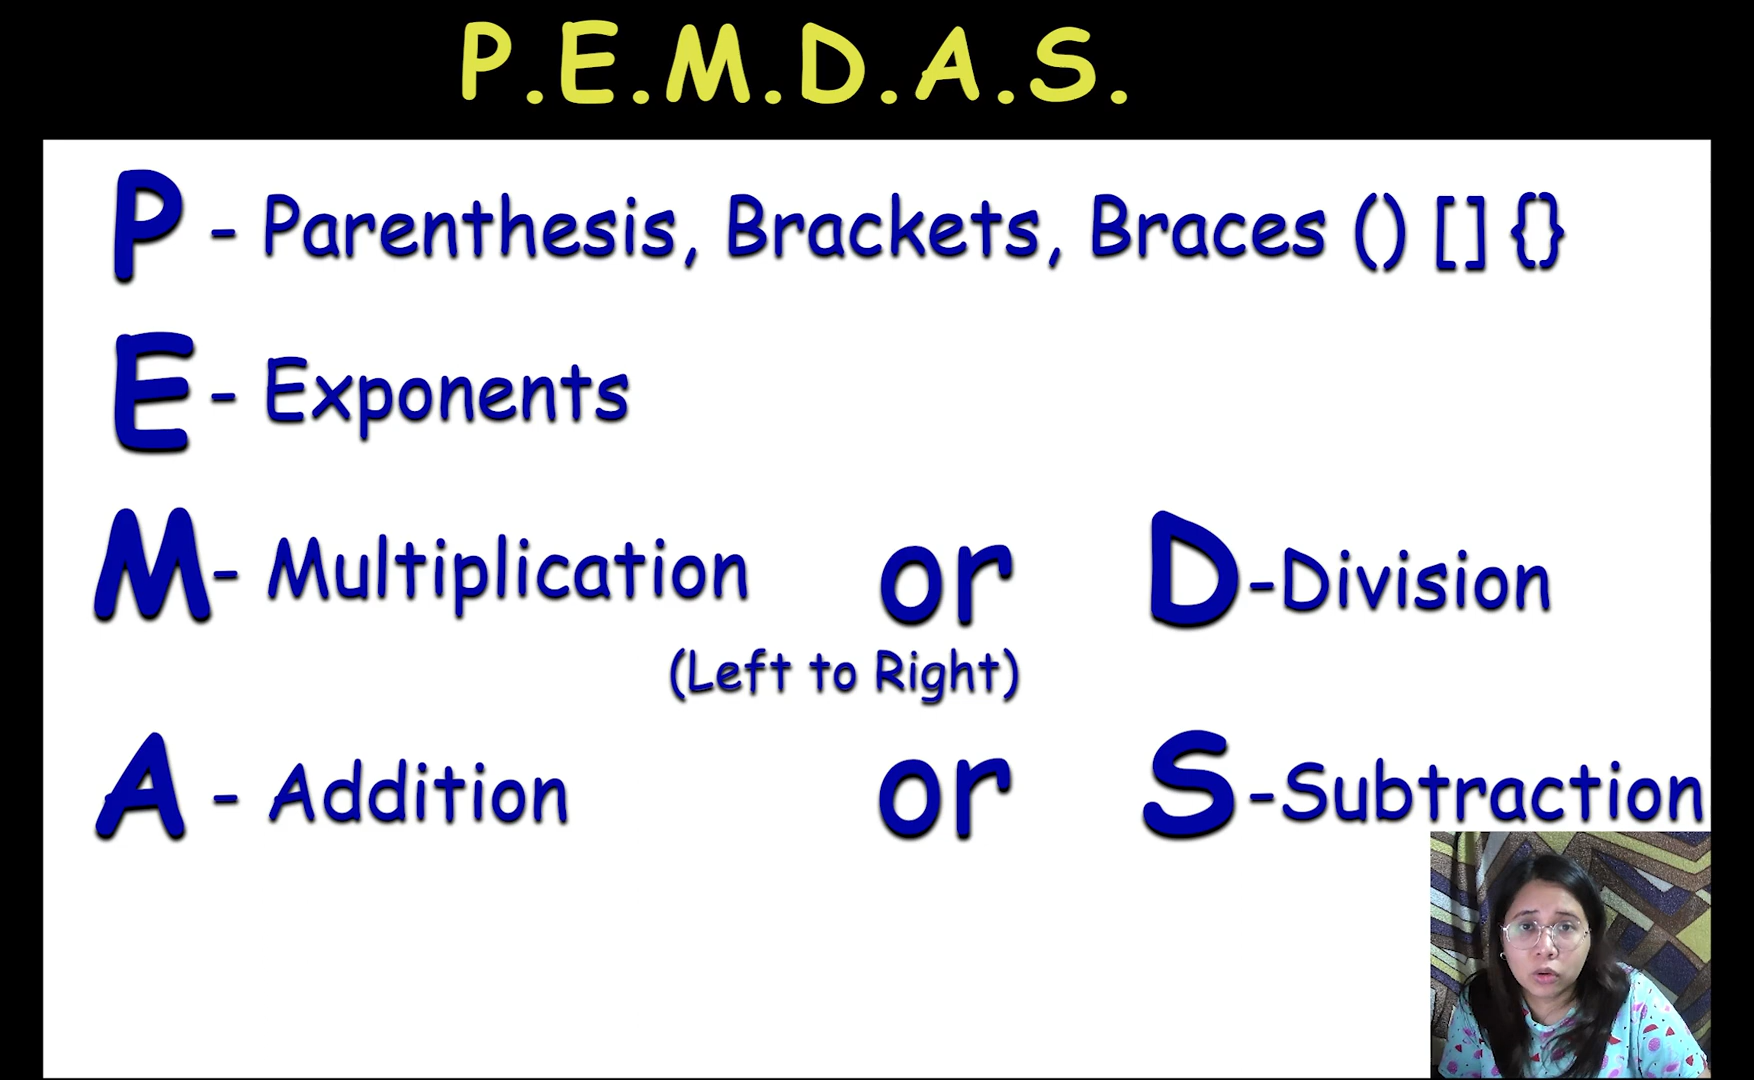 P.E.M.D.A.S.
P - Parenthesis, Brackets, Braces () [] {}
E - Exponents
M- Multiplication or D -Division
(Left to Right)
A - Addition or S -Subtraction